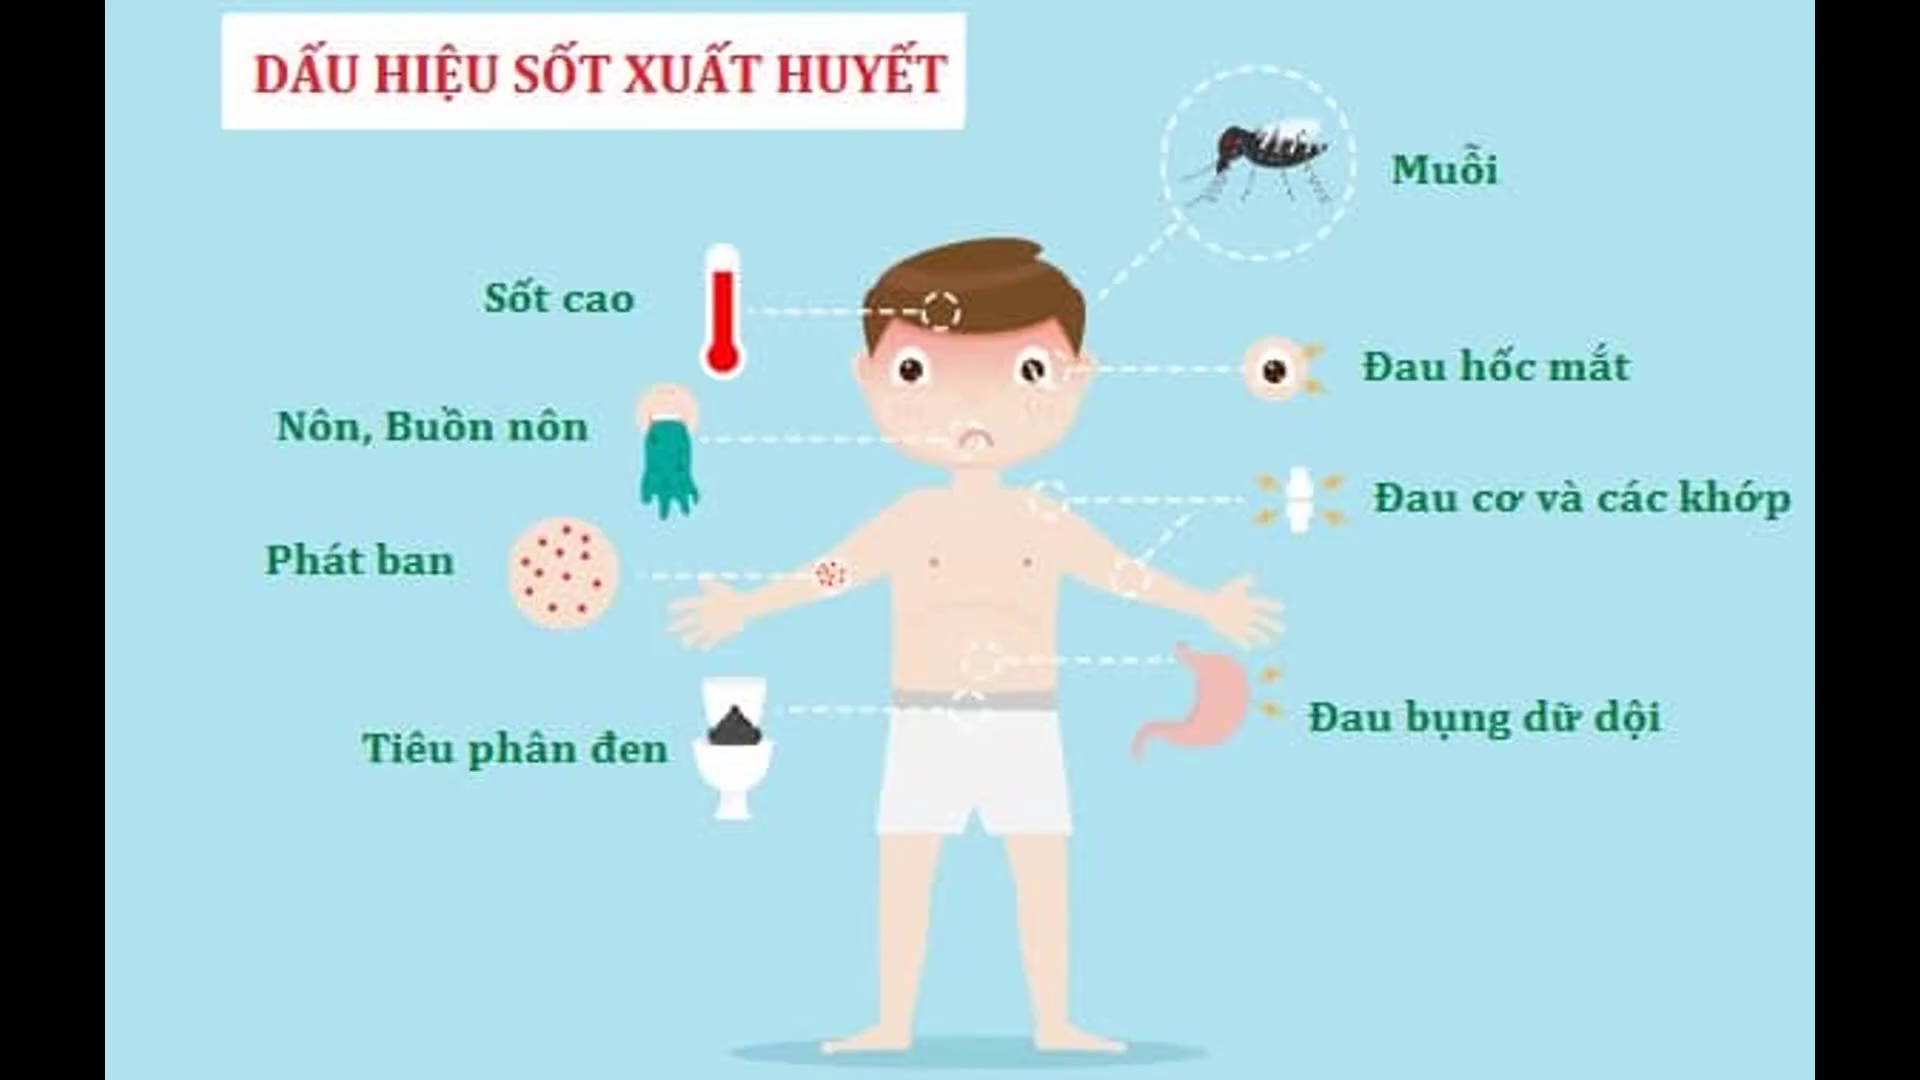 DẤU HIỆU SỐT XUẤT HUYẾT
Muỗi
Sốt cao
Đau hốc mắt
Nôn, Buồn nôn
Đau cơ và các khớp
Phát ban
Đau bụng dữ dội
Tiêu phân đen